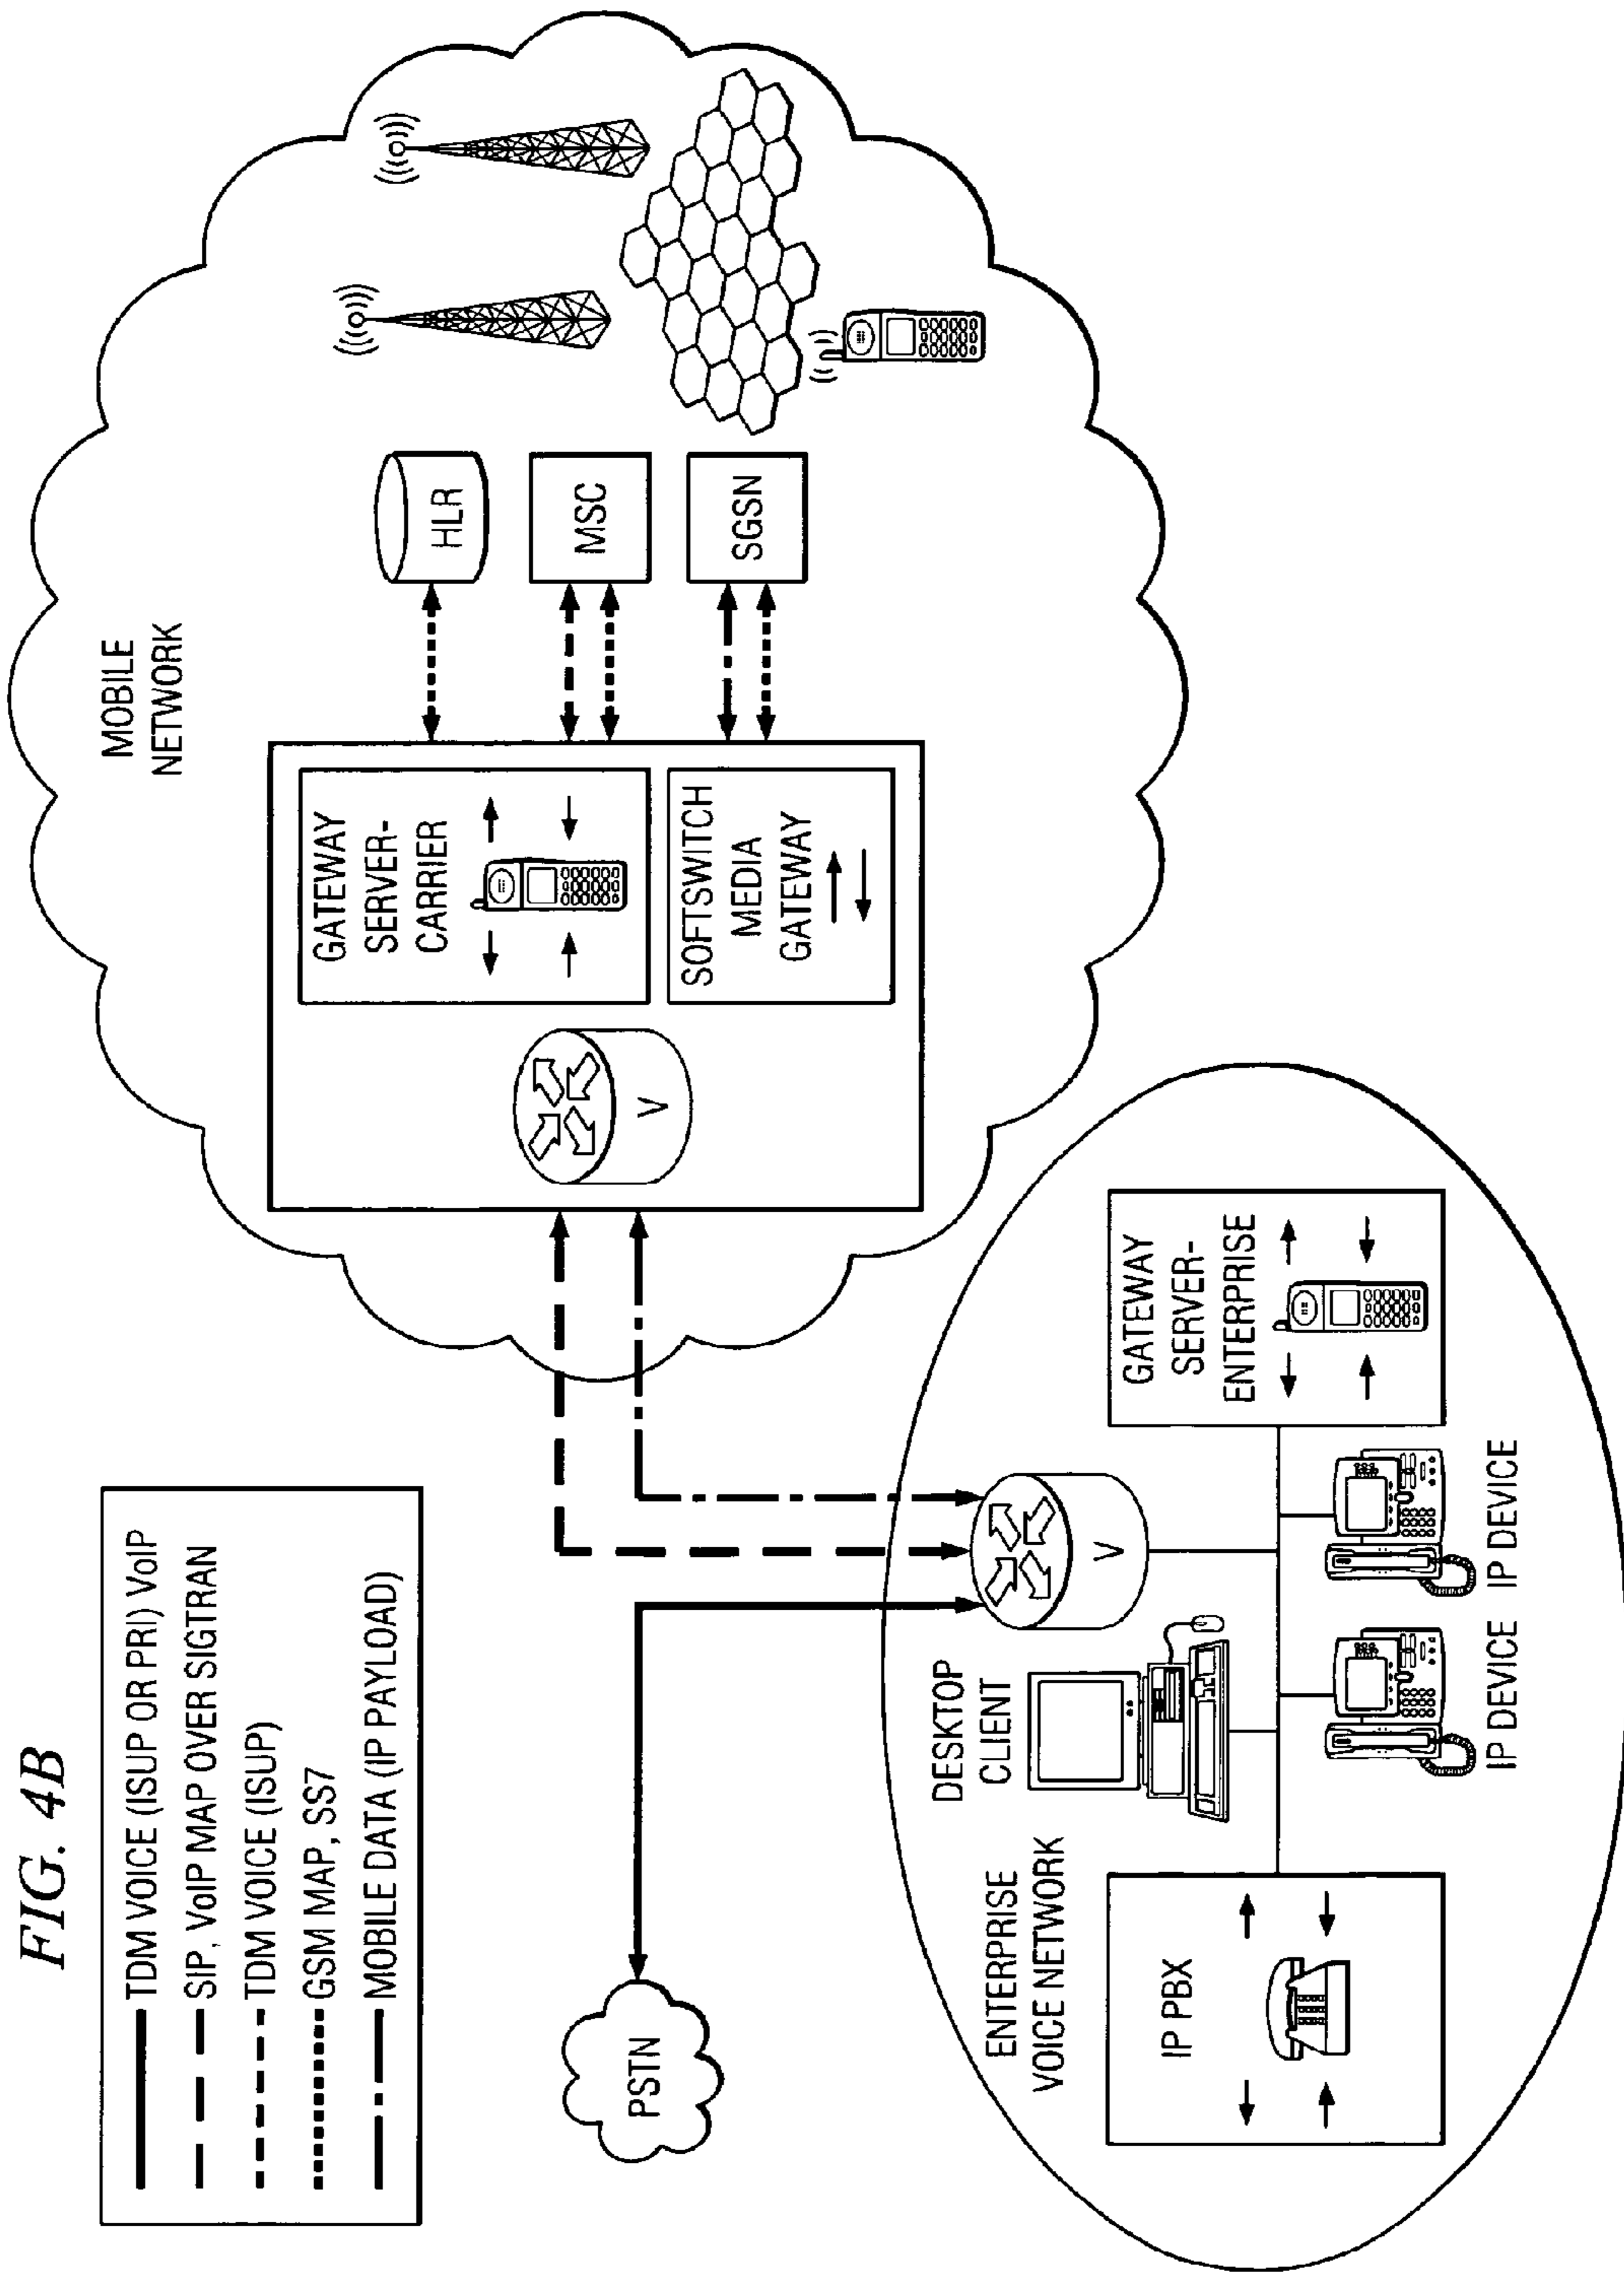 FIG. 4B
TDM VOICE (ISUP OR PRI) VoIP
SIP, VoIP MAP OVER SIGTRAN
TDM VOICE (ISUP)
GSM MAP, SS7
MOBILE DATA (IP PAYLOAD)
MOBILE
NETWORK
GATEWAY
SERVER-
CARRIER
SOFTSWITCH
MEDIA
GATEWAY
V
HLR
MSC
SGSN
PSTN
ENTERPRISE
VOICE NETWORK
DESKTOP
CLIENT
V
IP PBX
GATEWAY
SERVER-
ENTERPRISE
IP DEVICE
IP DEVICE